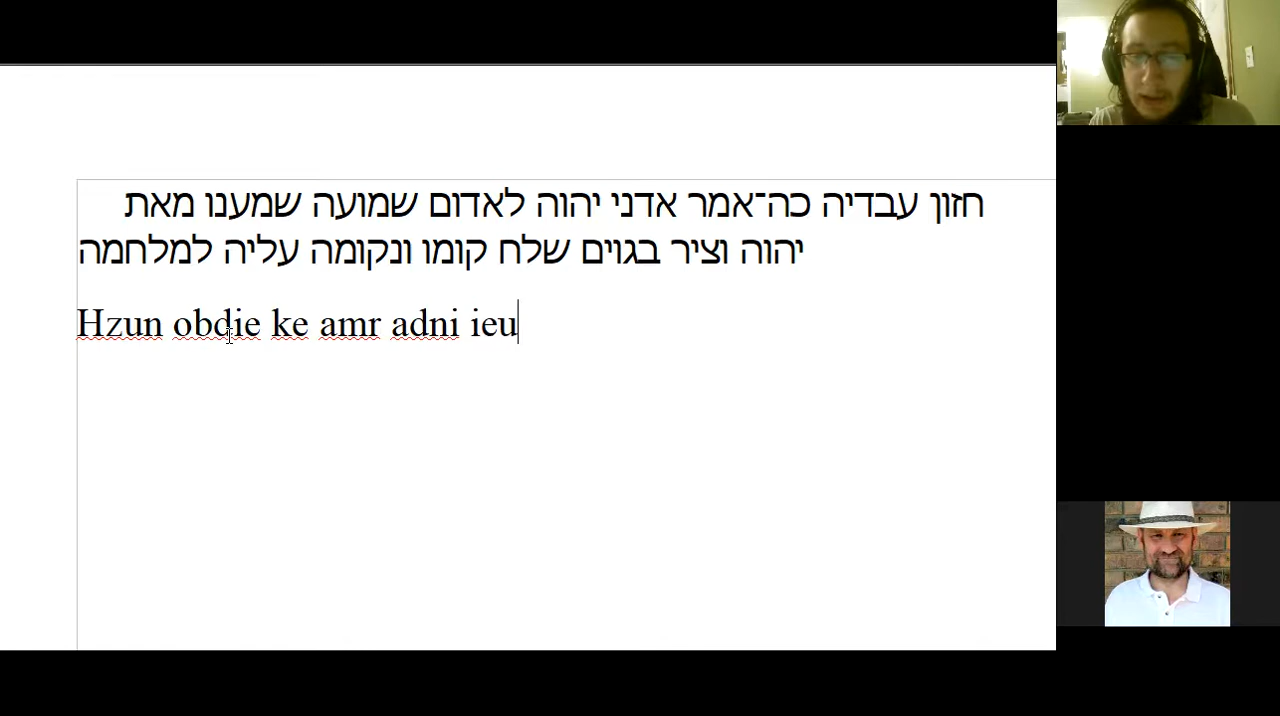 חזון עבדיה כה־אמר אדני יהוה לאדום שמועה שמענו מאת
יהוה וציר בגוים שלח קומו ונקומה עליה למלחמה
Hzun obdie ke amr adni ieu